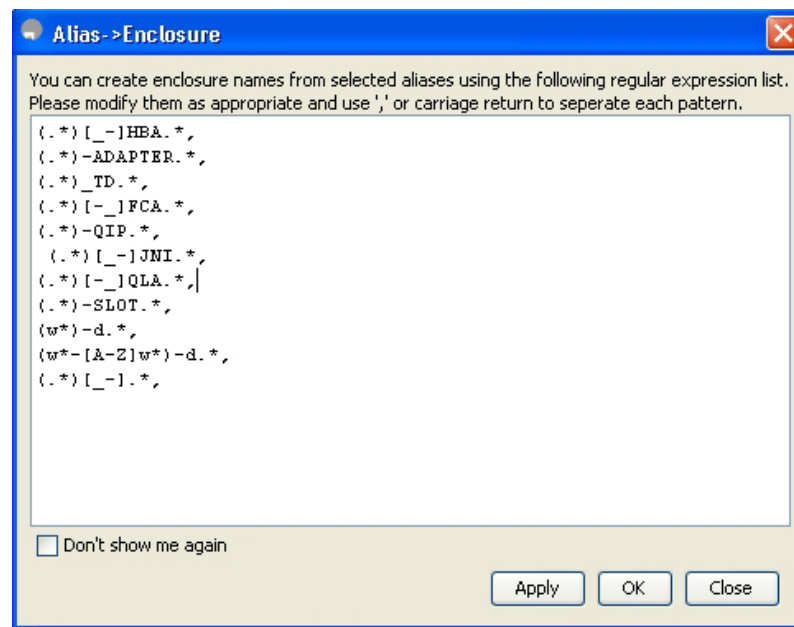 Alias->Enclosure
You can create enclosure names from selected aliases using the following regular expression list.
Please modify them as appropriate and use ',' or carriage return to seperate each pattern.
(.*)[_-]HBA.*,
(.*)-ADAPTER.*,
(.*)_TD.*,
(.*)[-_]FCA.*,
(.*)-QIP.*,
(.*)[_-]JNI.*,
(.*)[-_]QLA.*,
(.*)-SLOT.*,
(w*)-d.*,
(w*-[A-Z]w*)-d.*,
(.*)[_-].*,
Don't show me again
Apply OK Close